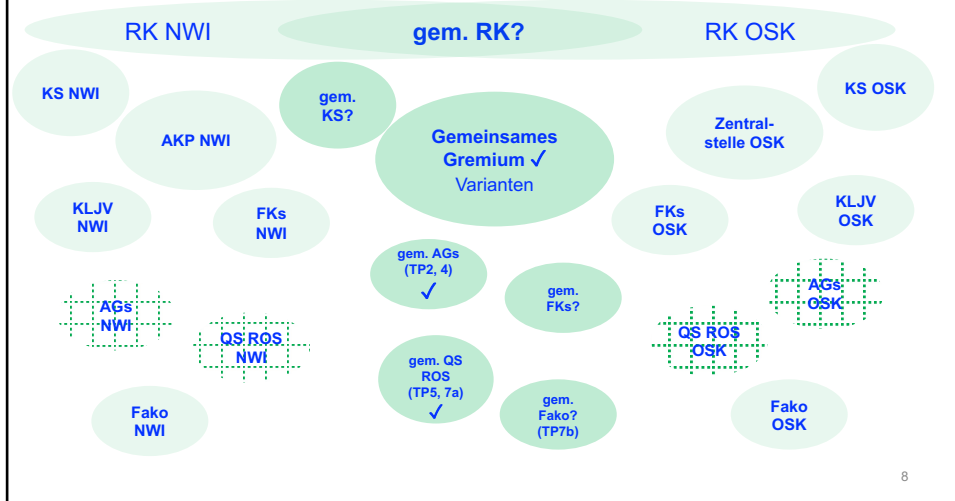 RK NWI
gem. RK?
RK OSK
KS NWI
gem.
KS?
KS OSK
AKP NWI
Gemeinsames
Gremium ✓
Varianten
Zentral-
stelle OSK
KLJV
NWI
FKs
NWI
FKs
OSK
KLJV
OSK
gem. AGs
(TP2, 4)
✓
gem.
FKs?
AGs
NWI
QS ROS
NWI
QS ROS
OSK
AGs
OSK
gem. QS
ROS
(TP5, 7a)
✓
gem.
Fako?
(TP7b)
Fako
NWI
Fako
OSK
8